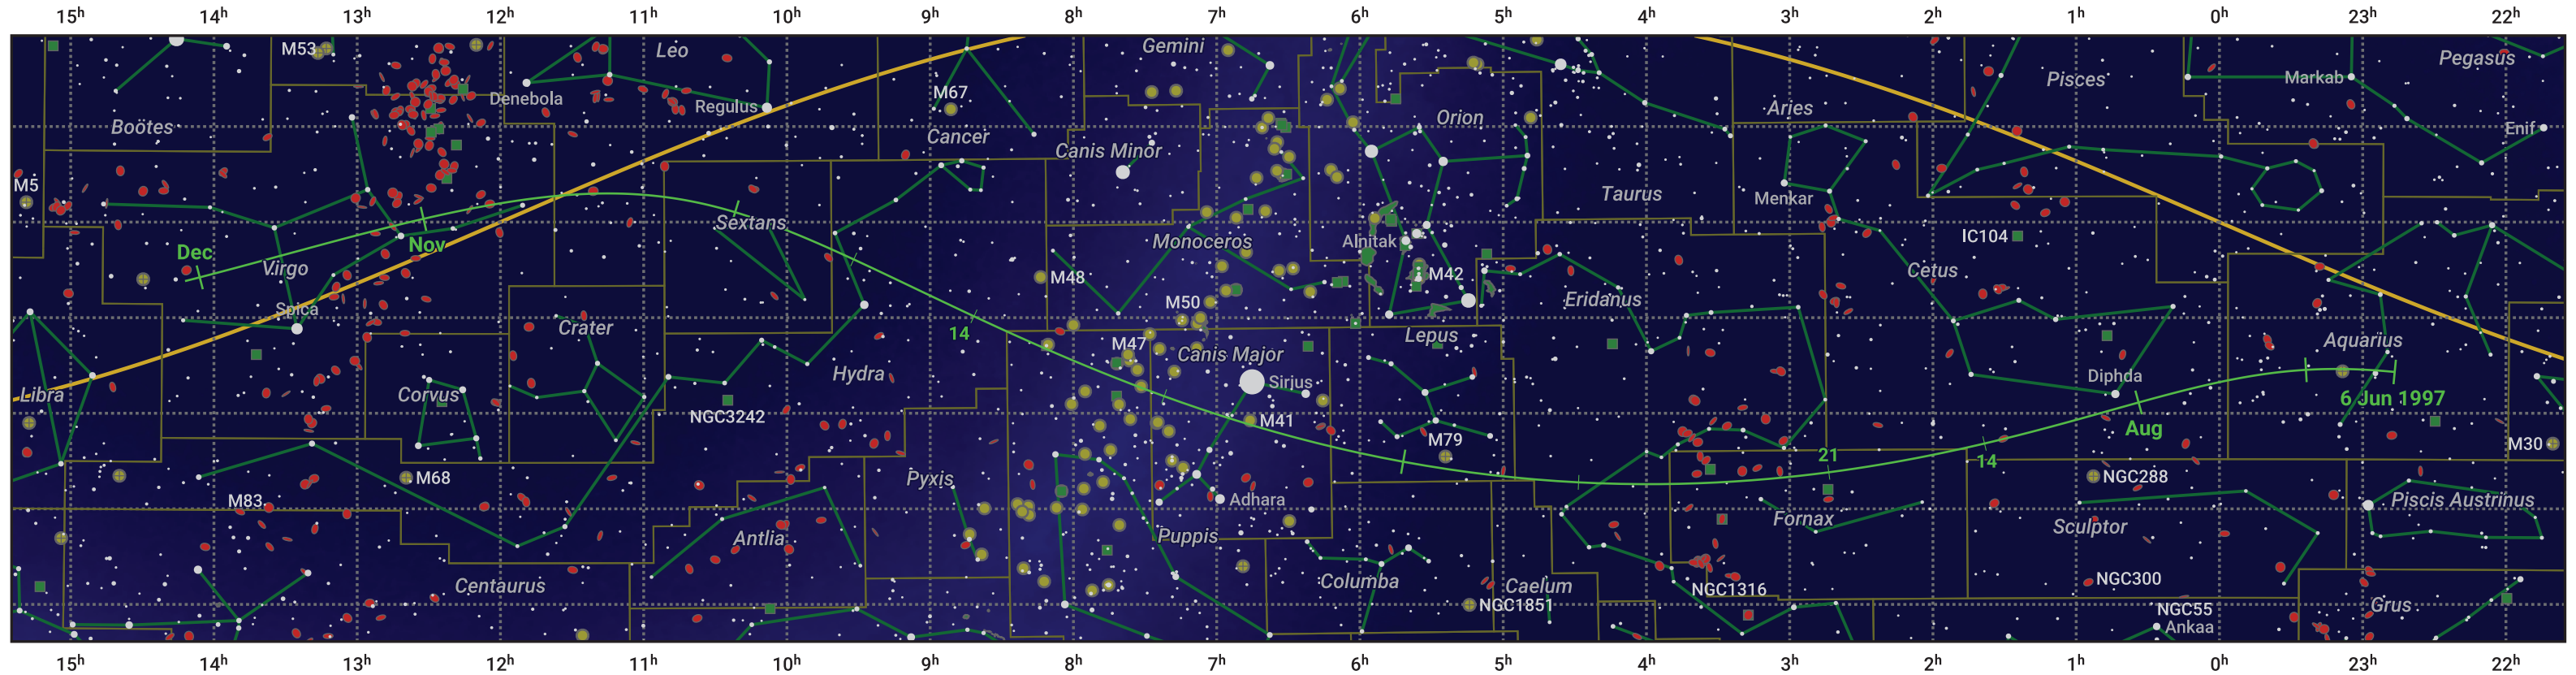 15h 14h 13h 12h 11h 10h 9h 8h 7h 6h 5h 4h 3h 2h 1h 0h 23h 22h
M53 Leo Gemini Pisces Markab Pegasus
Denebola Regulus M67 Aries
Boötes Cancer Canis Minor Orion Enif
M5 Sextans Taurus Menkar
Dec Nov Monoceros Alnitak IC104
Virgo M48 M42 Cetus
Spica Crater 14 M50 Lepus Eridanus
M47 Canis Major Aquarius
Libra Corvus Hydra Sirius Diphda 6 Jun 1997
NGC3242 M41 M79 Aug M30
M68 Pyxis 21 14 NGC288
M83 Adhara Fornax Sculptor Piscis Austrinus
Antlia Puppis
Centaurus Columba Caelum NGC1316 NGC300
NGC1851 NGC55 Grus
Ankaa
15h 14h 13h 12h 11h 10h 9h 8h 7h 6h 5h 4h 3h 2h 1h 0h 23h 22h